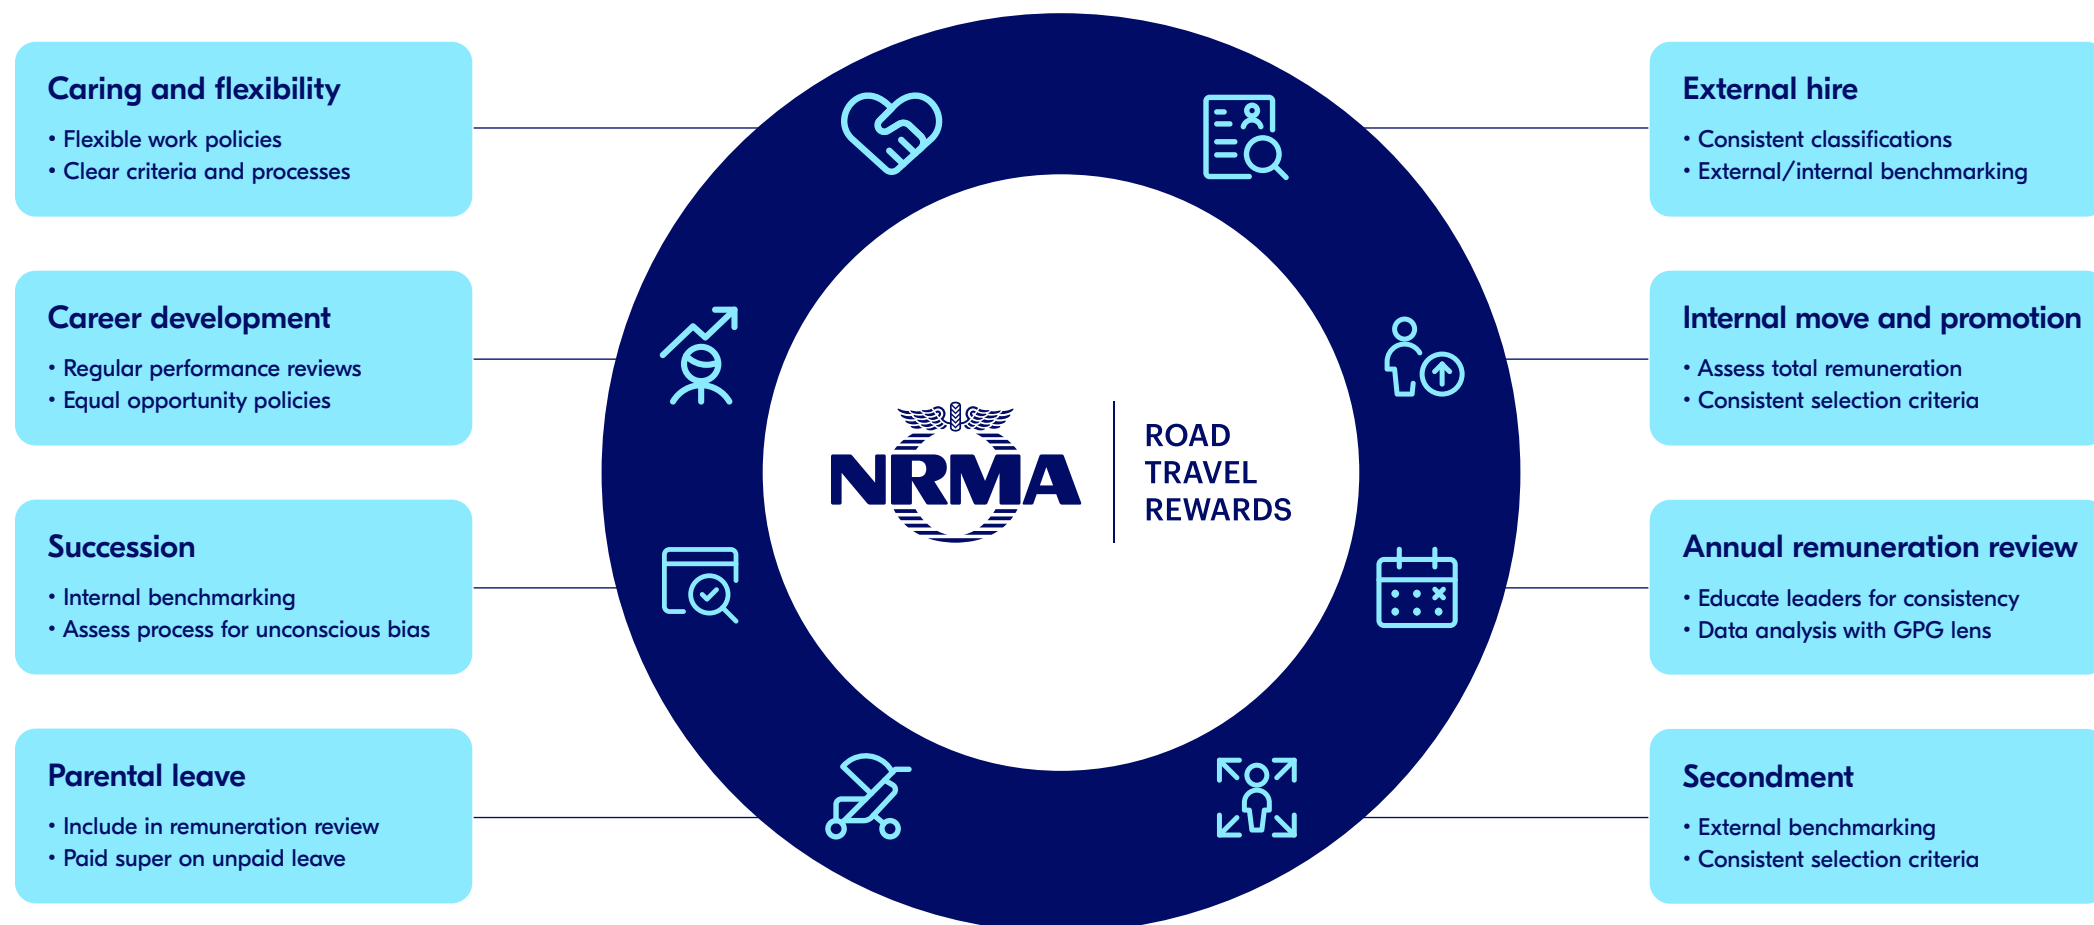 Caring and flexibility
• Flexible work policies
• Clear criteria and processes
Career development
• Regular performance reviews
• Equal opportunity policies
Succession
• Internal benchmarking
• Assess process for unconscious bias
Parental leave
• Include in remuneration review
• Paid super on unpaid leave
NRMA
ROAD
TRAVEL
REWARDS
External hire
• Consistent classifications
• External/internal benchmarking
Internal move and promotion
• Assess total remuneration
• Consistent selection criteria
Annual remuneration review
• Educate leaders for consistency
• Data analysis with GPG lens
Secondment
• External benchmarking
• Consistent selection criteria